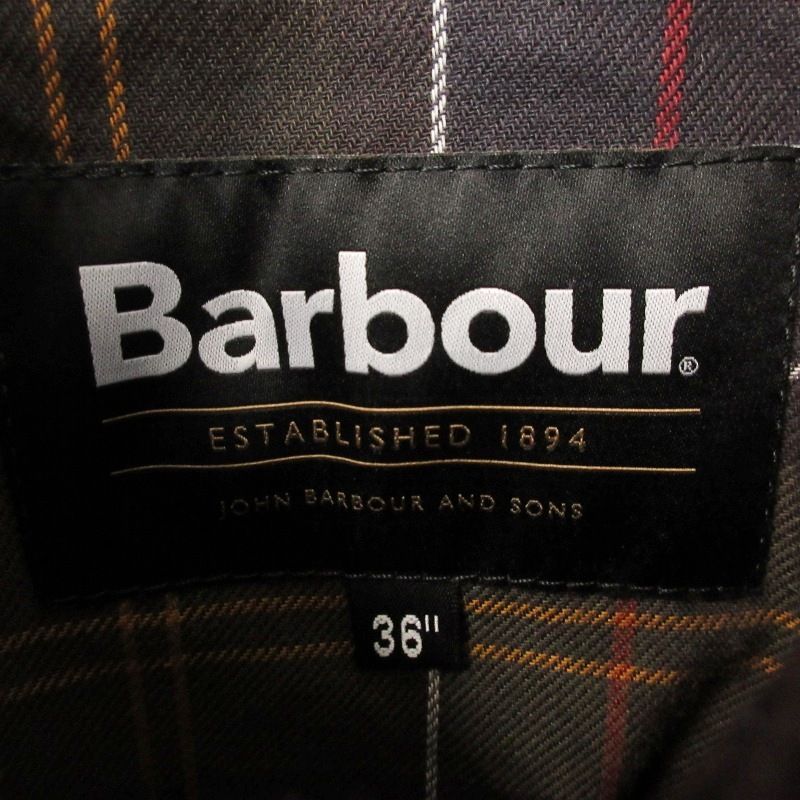 Barbour®
ESTABLISHED 1894
JOHN BARBOUR AND SONS
36"